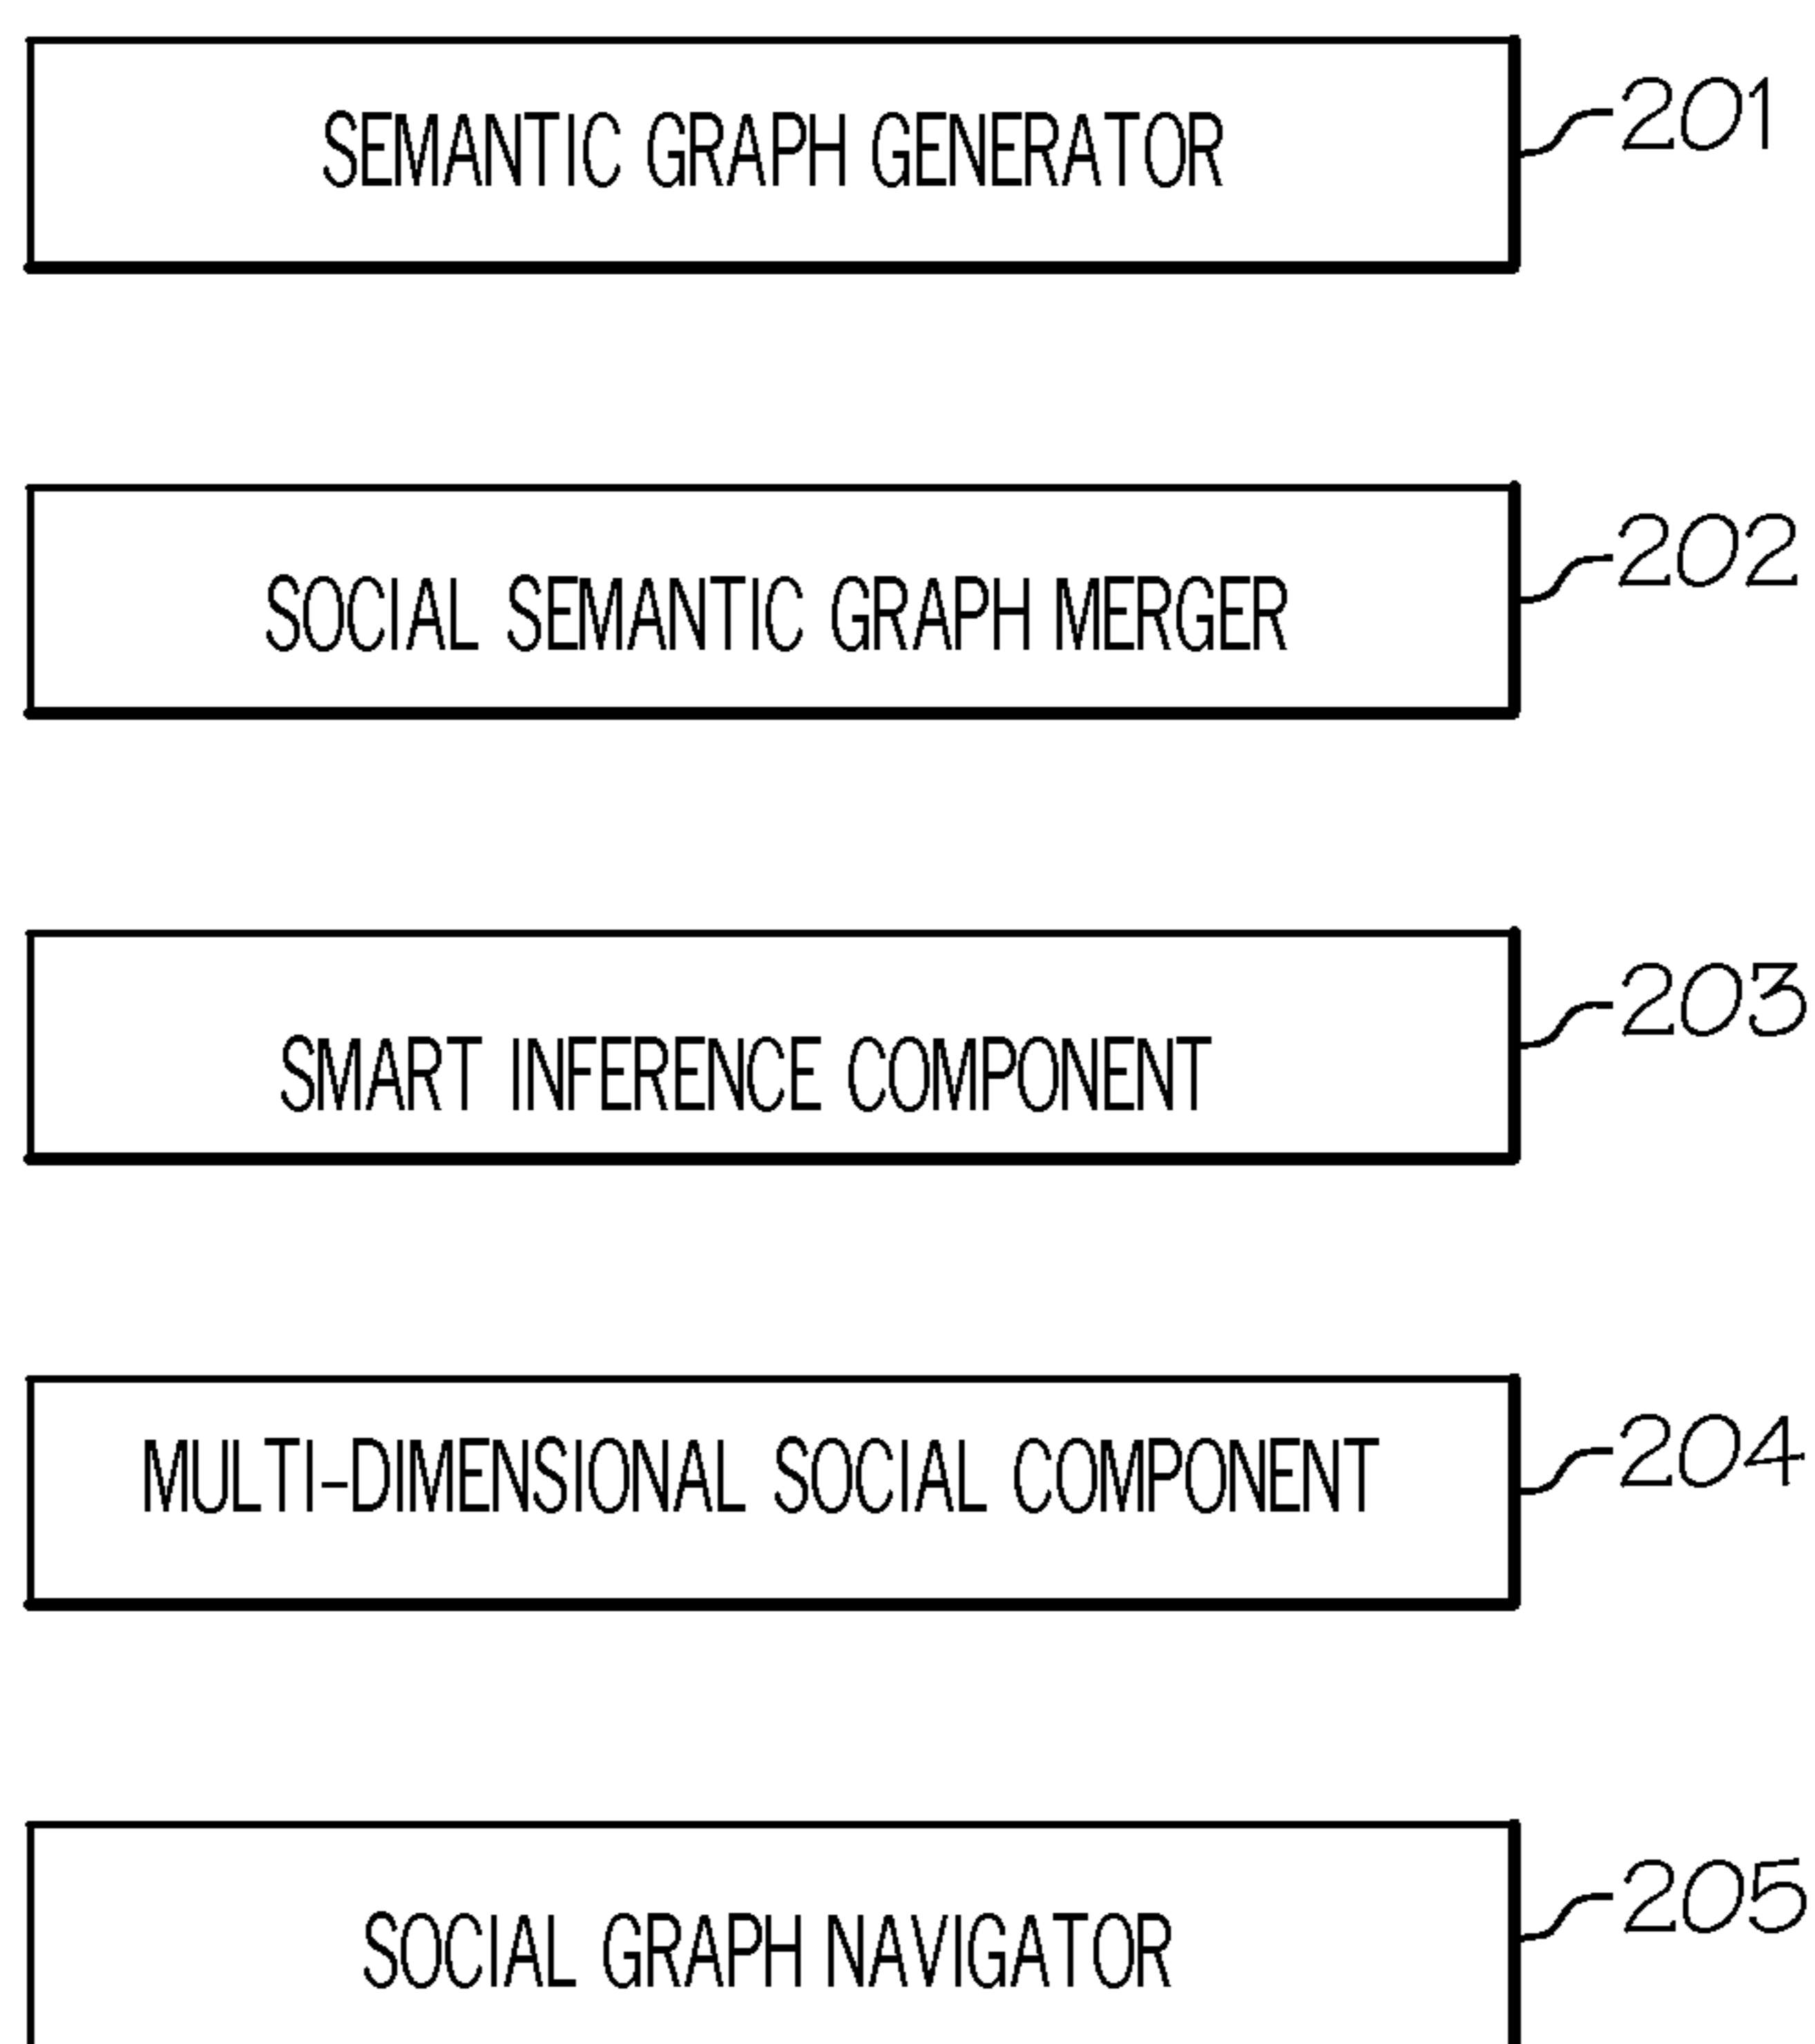 SEMANTIC GRAPH GENERATOR 201
SOCIAL SEMANTIC GRAPH MERGER 202
SMART INFERENCE COMPONENT 203
MULTI-DIMENSIONAL SOCIAL COMPONENT 204
SOCIAL GRAPH NAVIGATOR 205